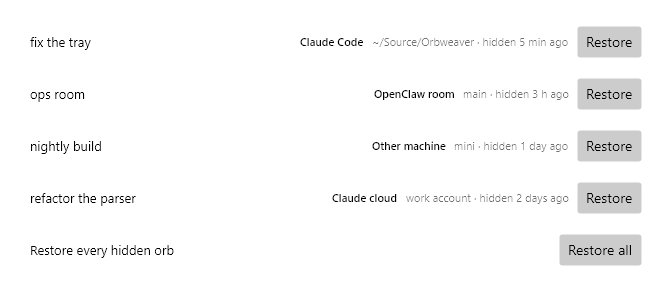 fix the tray Claude Code ~/Source/Orbweaver · hidden 5 min ago Restore
ops room OpenClaw room main · hidden 3 h ago Restore
nightly build Other machine mini · hidden 1 day ago Restore
refactor the parser Claude cloud work account · hidden 2 days ago Restore
Restore every hidden orb Restore all